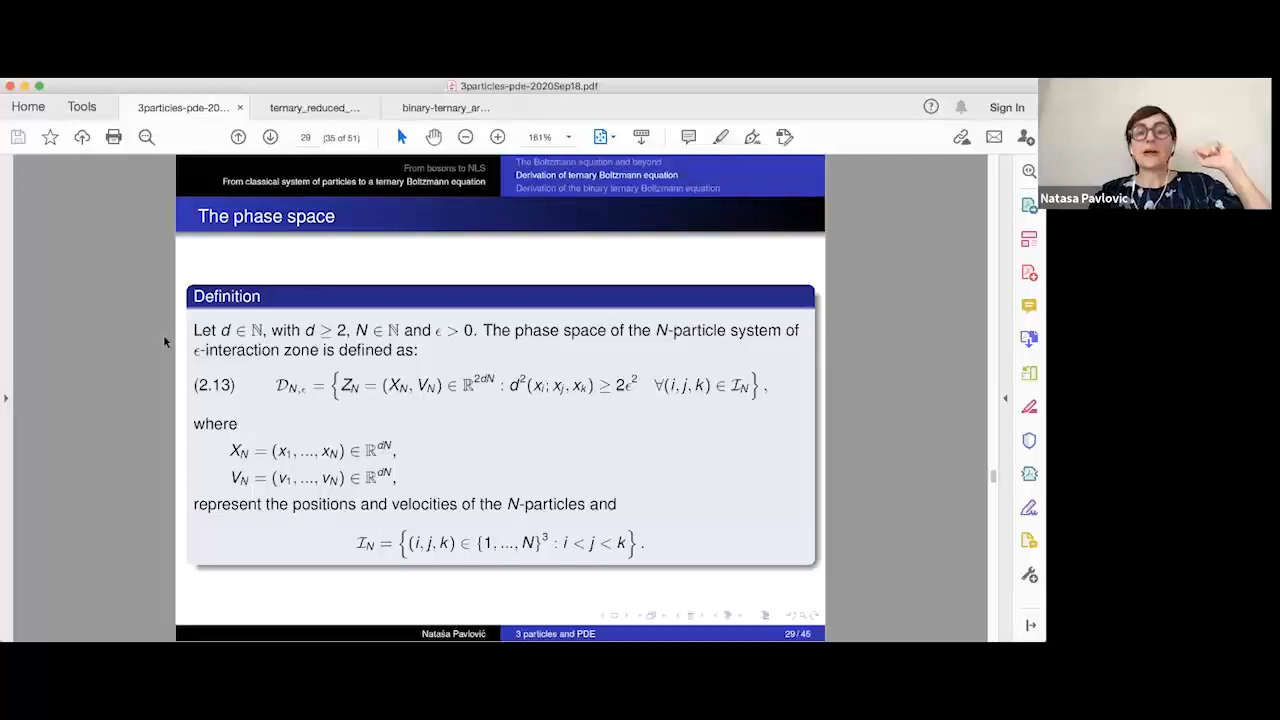 3particles-pde-2020Sep18.pdf
Home Tools 3particles-pde-20... × ternary_reduced_... binary-ternary_ar... Sign In
29 (35 of 51) 161%
From bosons to NLS
From classical system of particles to a ternary Boltzmann equation
The Boltzmann equation and beyond
Derivation of ternary Boltzmann equation
Derivation of the binary ternary Boltzmann equation
The phase space
Definition
Let d ∈ ℕ, with d ≥ 2, N ∈ ℕ and ϵ > 0. The phase space of the N-particle system of
ϵ-interaction zone is defined as:
(2.13) 𝒟_{N,ϵ} = {Z_N = (X_N, V_N) ∈ ℝ^{2dN} : d²(x_i; x_j, x_k) ≥ 2ϵ² ∀(i, j, k) ∈ ℐ_N},
where
X_N = (x_1, ..., x_N) ∈ ℝ^{dN},
V_N = (v_1, ..., v_N) ∈ ℝ^{dN},
represent the positions and velocities of the N-particles and
ℐ_N = {(i, j, k) ∈ {1, ..., N}³ : i < j < k}.
Nataša Pavlović 3 particles and PDE 29 / 45
Natasa Pavlovic